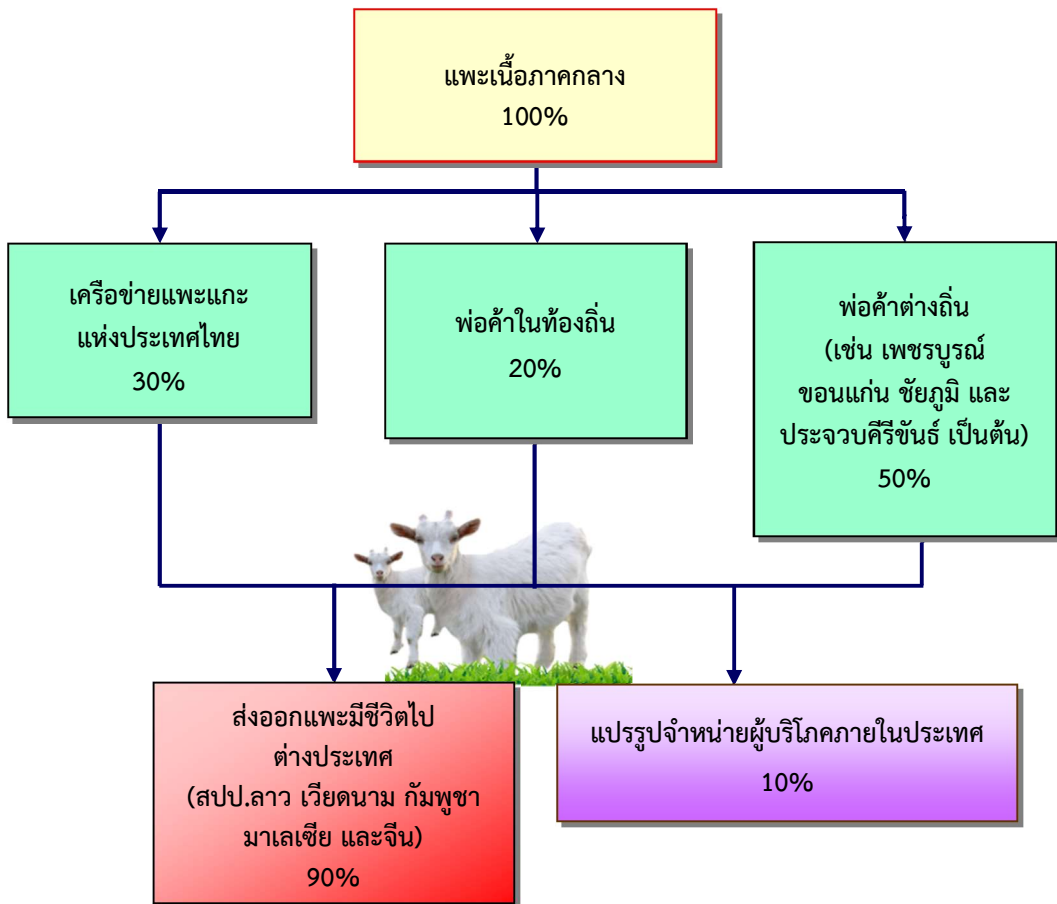 แพะเนื้อภาคกลาง
100%
เครือข่ายแพะแกะ
แห่งประเทศไทย
30%
พ่อค้าในท้องถิ่น
20%
พ่อค้าต่างถิ่น
(เช่น เพชรบูรณ์
ขอนแก่น ชัยภูมิ และ
ประจวบคีรีขันธ์ เป็นต้น)
50%
ส่งออกแพะมีชีวิตไป
ต่างประเทศ
(สปป.ลาว เวียดนาม กัมพูชา
มาเลเซีย และจีน)
90%
แปรรูปจำหน่ายผู้บริโภคภายในประเทศ
10%